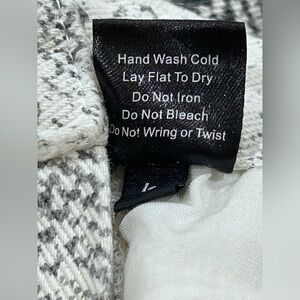 Hand Wash Cold
Lay Flat To Dry
Do Not Iron
Do Not Bleach
Do Not Wring or Twist